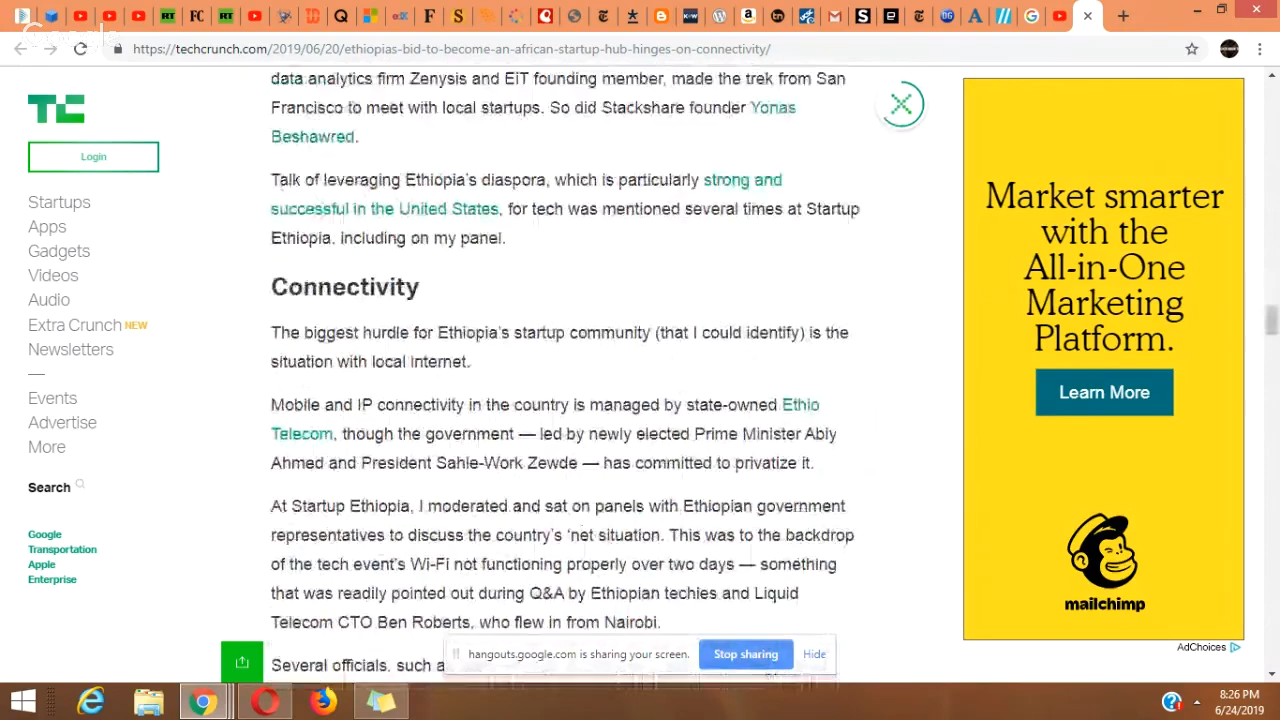 https://techcrunch.com/2019/06/20/ethiopias-bid-to-become-an-african-startup-hub-hinges-on-connectivity/
TC
Login
Startups
Apps
Gadgets
Videos
Audio
Extra Crunch NEW
Newsletters
—
Events
Advertise
More
Search
Google
Transportation
Apple
Enterprise
data analytics firm Zenysis and EiT founding member, made the trek from San
Francisco to meet with local startups. So did Stackshare founder Yonas
Beshawred.
Talk of leveraging Ethiopia's diaspora, which is particularly strong and
successful in the United States, for tech was mentioned several times at Startup
Ethiopia, including on my panel.
Connectivity
The biggest hurdle for Ethiopia's startup community (that I could identify) is the
situation with local Internet.
Mobile and IP connectivity in the country is managed by state-owned Ethio
Telecom, though the government — led by newly elected Prime Minister Abiy
Ahmed and President Sahle-Work Zewde — has committed to privatize it.
At Startup Ethiopia, I moderated and sat on panels with Ethiopian government
representatives to discuss the country's 'net situation. This was to the backdrop
of the tech event's Wi-Fi not functioning properly over two days — something
that was readily pointed out during Q&A by Ethiopian techies and Liquid
Telecom CTO Ben Roberts, who flew in from Nairobi.
Several officials, such a
hangouts.google.com is sharing your screen.
Stop sharing
Hide
Market smarter
with the
All-in-One
Marketing
Platform.
Learn More
mailchimp
AdChoices
8:26 PM
6/24/2019